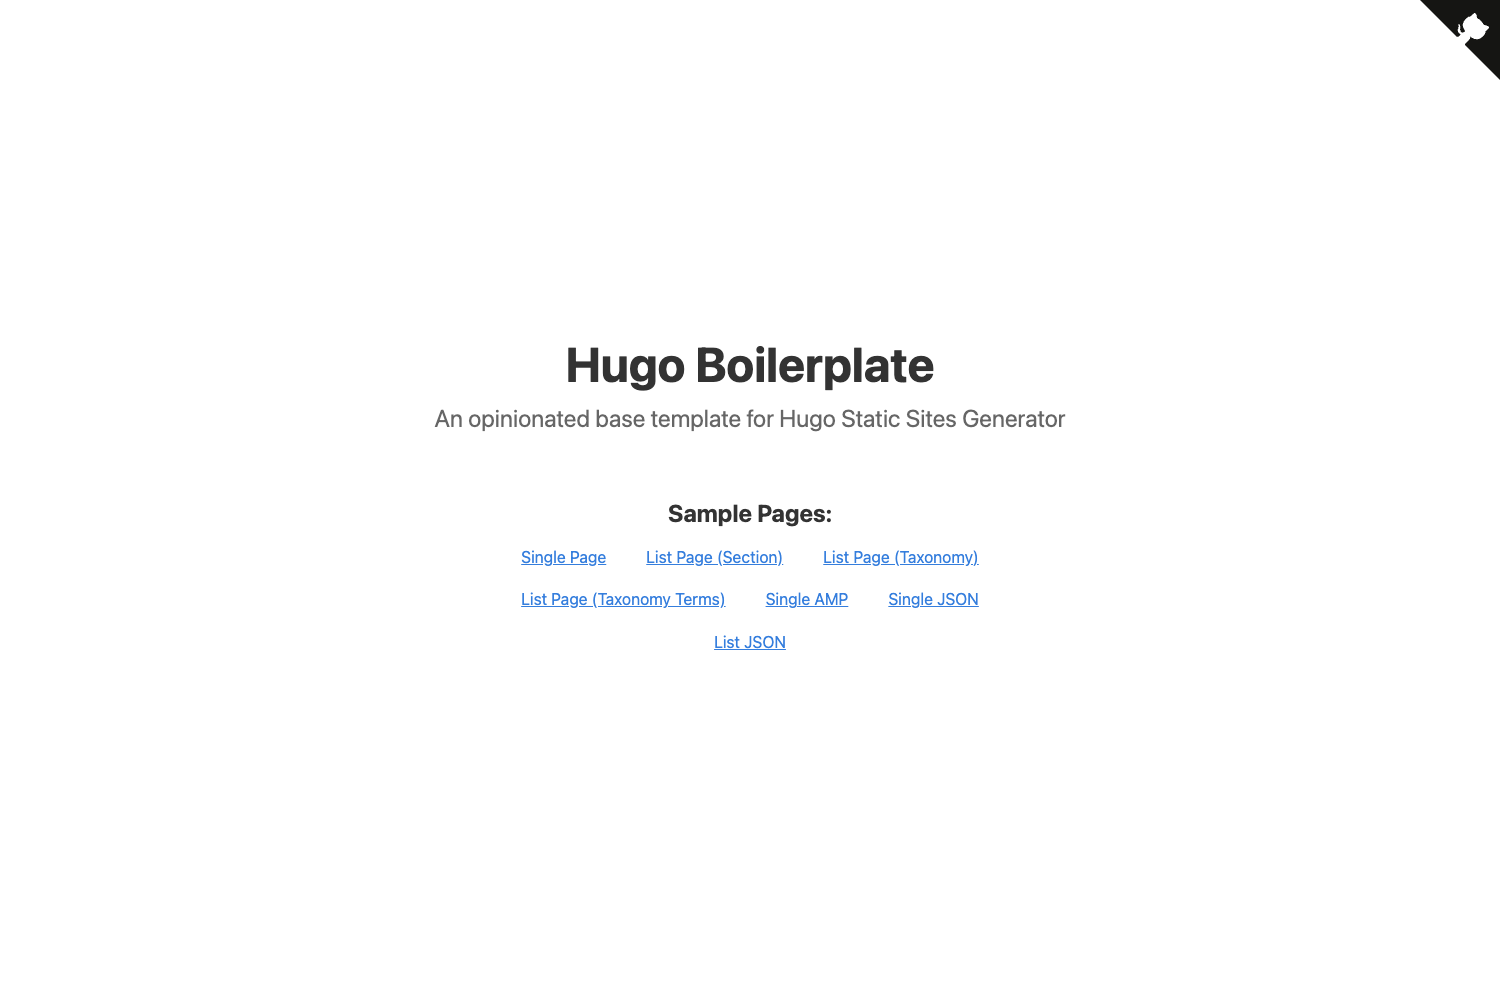 Hugo Boilerplate
An opinionated base template for Hugo Static Sites Generator
Sample Pages:
Single Page List Page (Section) List Page (Taxonomy)
List Page (Taxonomy Terms) Single AMP Single JSON
List JSON